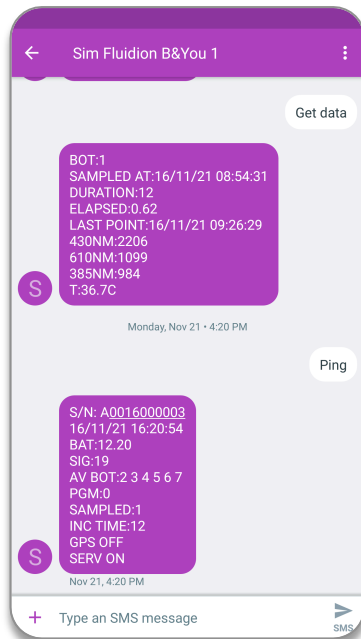 Sim Fluidion B&You 1
Get data
BOT:1
SAMPLED AT:16/11/21 08:54:31
DURATION:12
ELAPSED:0.62
LAST POINT:16/11/21 09:26:29
430NM:2206
610NM:1099
385NM:984
T:36.7C
S
Monday, Nov 21 • 4:20 PM
Ping
S/N: A0016000003
16/11/21 16:20:54
BAT:12.20
SIG:19
AV BOT:2 3 4 5 6 7
PGM:0
SAMPLED:1
INC TIME:12
GPS OFF
SERV ON
S
Nov 21, 4:20 PM
Type an SMS message
SMS